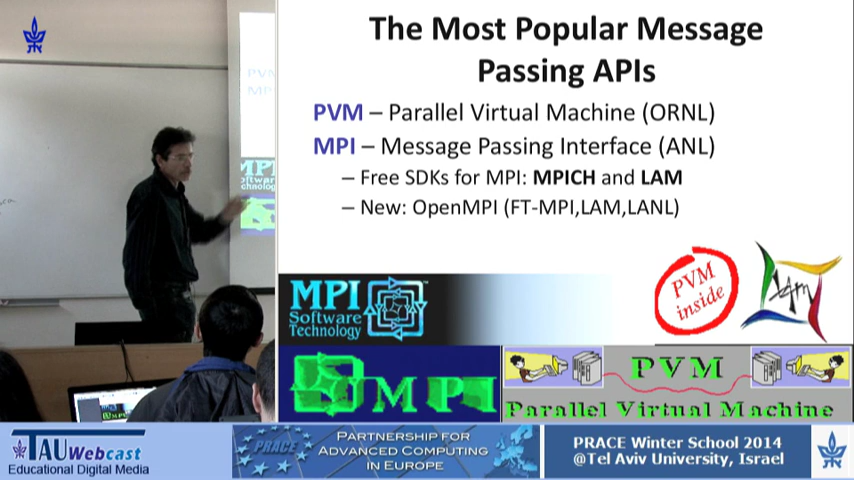 The Most Popular Message
Passing APIs
PVM – Parallel Virtual Machine (ORNL)
MPI – Message Passing Interface (ANL)
– Free SDKs for MPI: MPICH and LAM
– New: OpenMPI (FT-MPI,LAM,LANL)
PVM
inside
MPI
Software
Technology
MPI
PVM
Parallel Virtual Machine
TAU Webcast
Educational Digital Media
PRACE
PARTNERSHIP FOR
ADVANCED COMPUTING
IN EUROPE
PRACE Winter School 2014
@Tel Aviv University, Israel